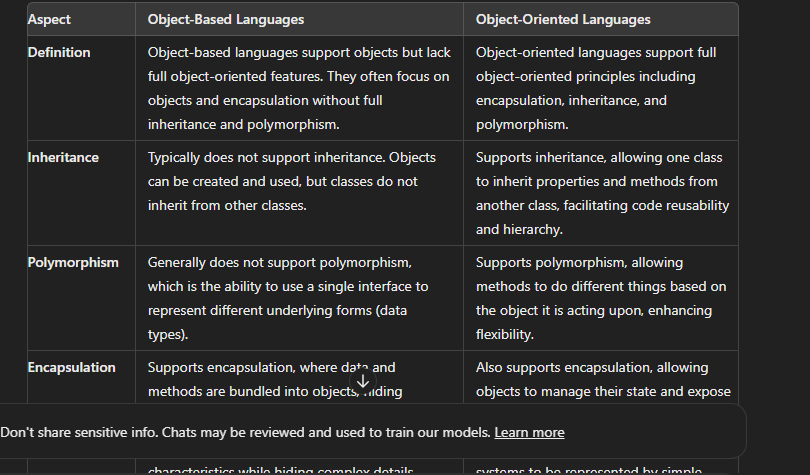 Aspect Object-Based Languages Object-Oriented Languages
Definition Object-based languages support objects but lack Object-oriented languages support full
full object-oriented features. They often focus on object-oriented principles including
objects and encapsulation without full encapsulation, inheritance, and
inheritance and polymorphism. polymorphism.
Inheritance Typically does not support inheritance. Objects Supports inheritance, allowing one class
can be created and used, but classes do not to inherit properties and methods from
inherit from other classes. another class, facilitating code reusability
and hierarchy.
Polymorphism Generally does not support polymorphism, Supports polymorphism, allowing
which is the ability to use a single interface to methods to do different things based on
represent different underlying forms (data the object it is acting upon, enhancing
types). flexibility.
Encapsulation Supports encapsulation, where data and Also supports encapsulation, allowing
methods are bundled into objects, hiding objects to manage their state and expose
Don't share sensitive info. Chats may be reviewed and used to train our models. Learn more
characteristics while hiding complex details systems to be represented by simple